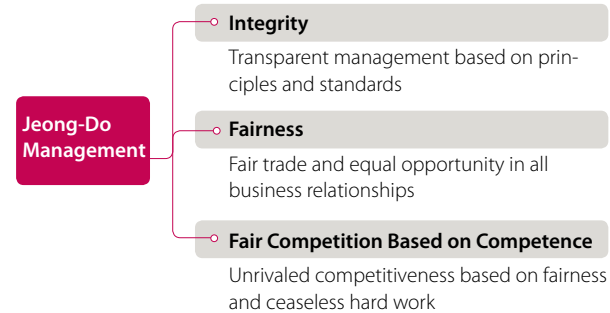 Integrity
Transparent management based on prin-
ciples and standards
Jeong-Do
Management
Fairness
Fair trade and equal opportunity in all
business relationships
Fair Competition Based on Competence
Unrivaled competitiveness based on fairness
and ceaseless hard work